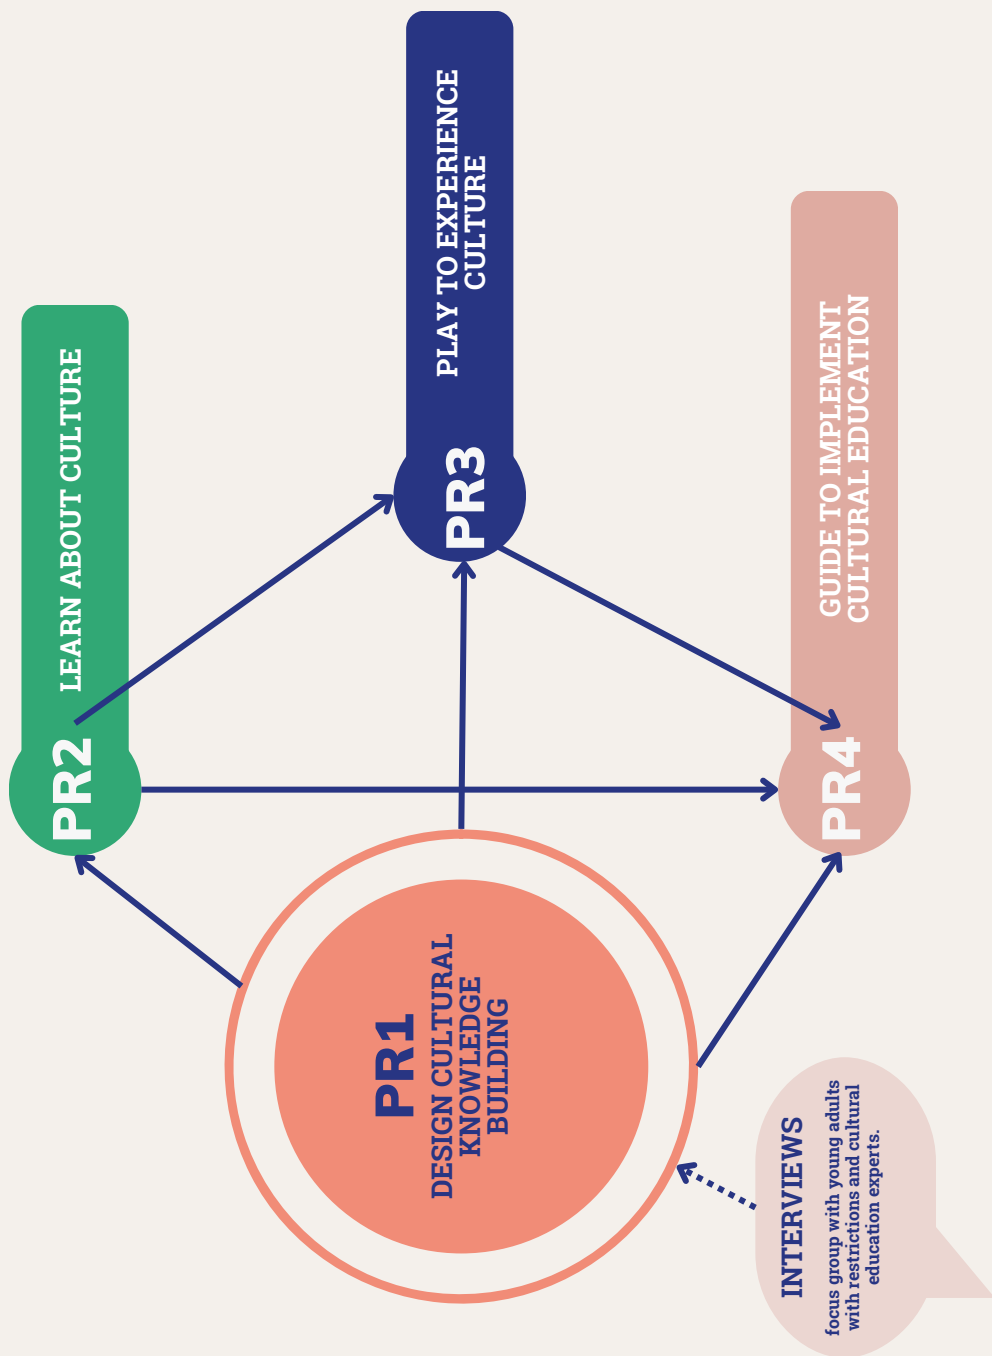 PR1
DESIGN CULTURAL
KNOWLEDGE
BUILDING
PR2
LEARN ABOUT CULTURE
PR3
PLAY TO EXPERIENCE
CULTURE
PR4
GUIDE TO IMPLEMENT
CULTURAL EDUCATION
INTERVIEWS
focus group with young adults
with restrictions and cultural
education experts.